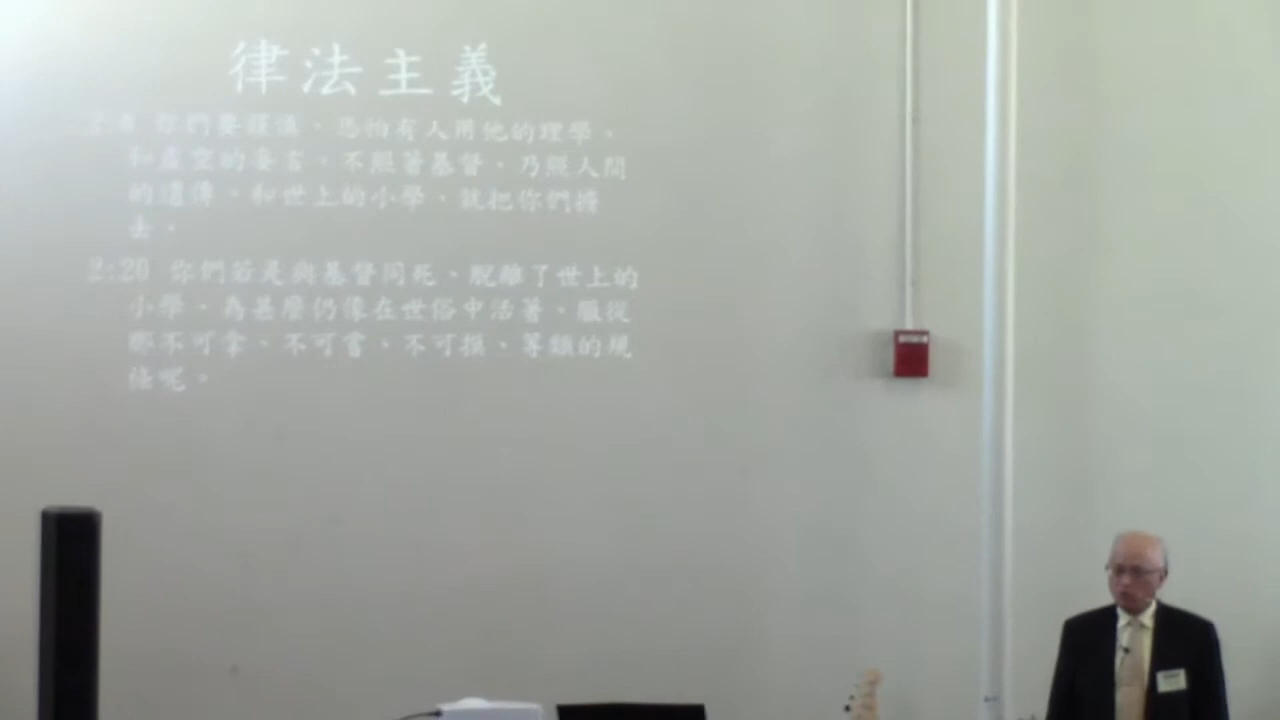 律法主義
2:8 你們要謹慎、恐怕有人用他的理學、
和虛空的妄言、不照著基督、乃照人間
的遺傳、和世上的小學、就把你們擄
去。
2:20 你們若是與基督同死、脫離了世上的
小學、為甚麼仍像在世俗中活著、服從
那不可拿、不可嘗、不可摸、等類的規
條呢。